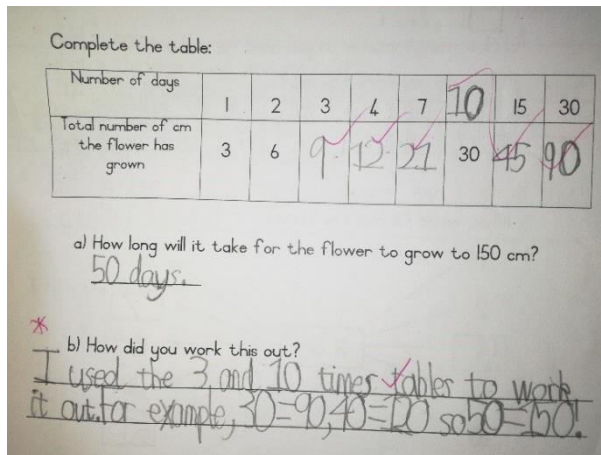 Complete the table:
Number of days 1 2 3 4 7 10 15 30
Total number of cm
the flower has 3 6 9 12 21 30 45 90
grown
a) How long will it take for the flower to grow to 150 cm?
50 days.
* b) How did you work this out?
I used the 3 and 10 times tables to work
it out. for example, 30=90, 40=120 so 50=150!